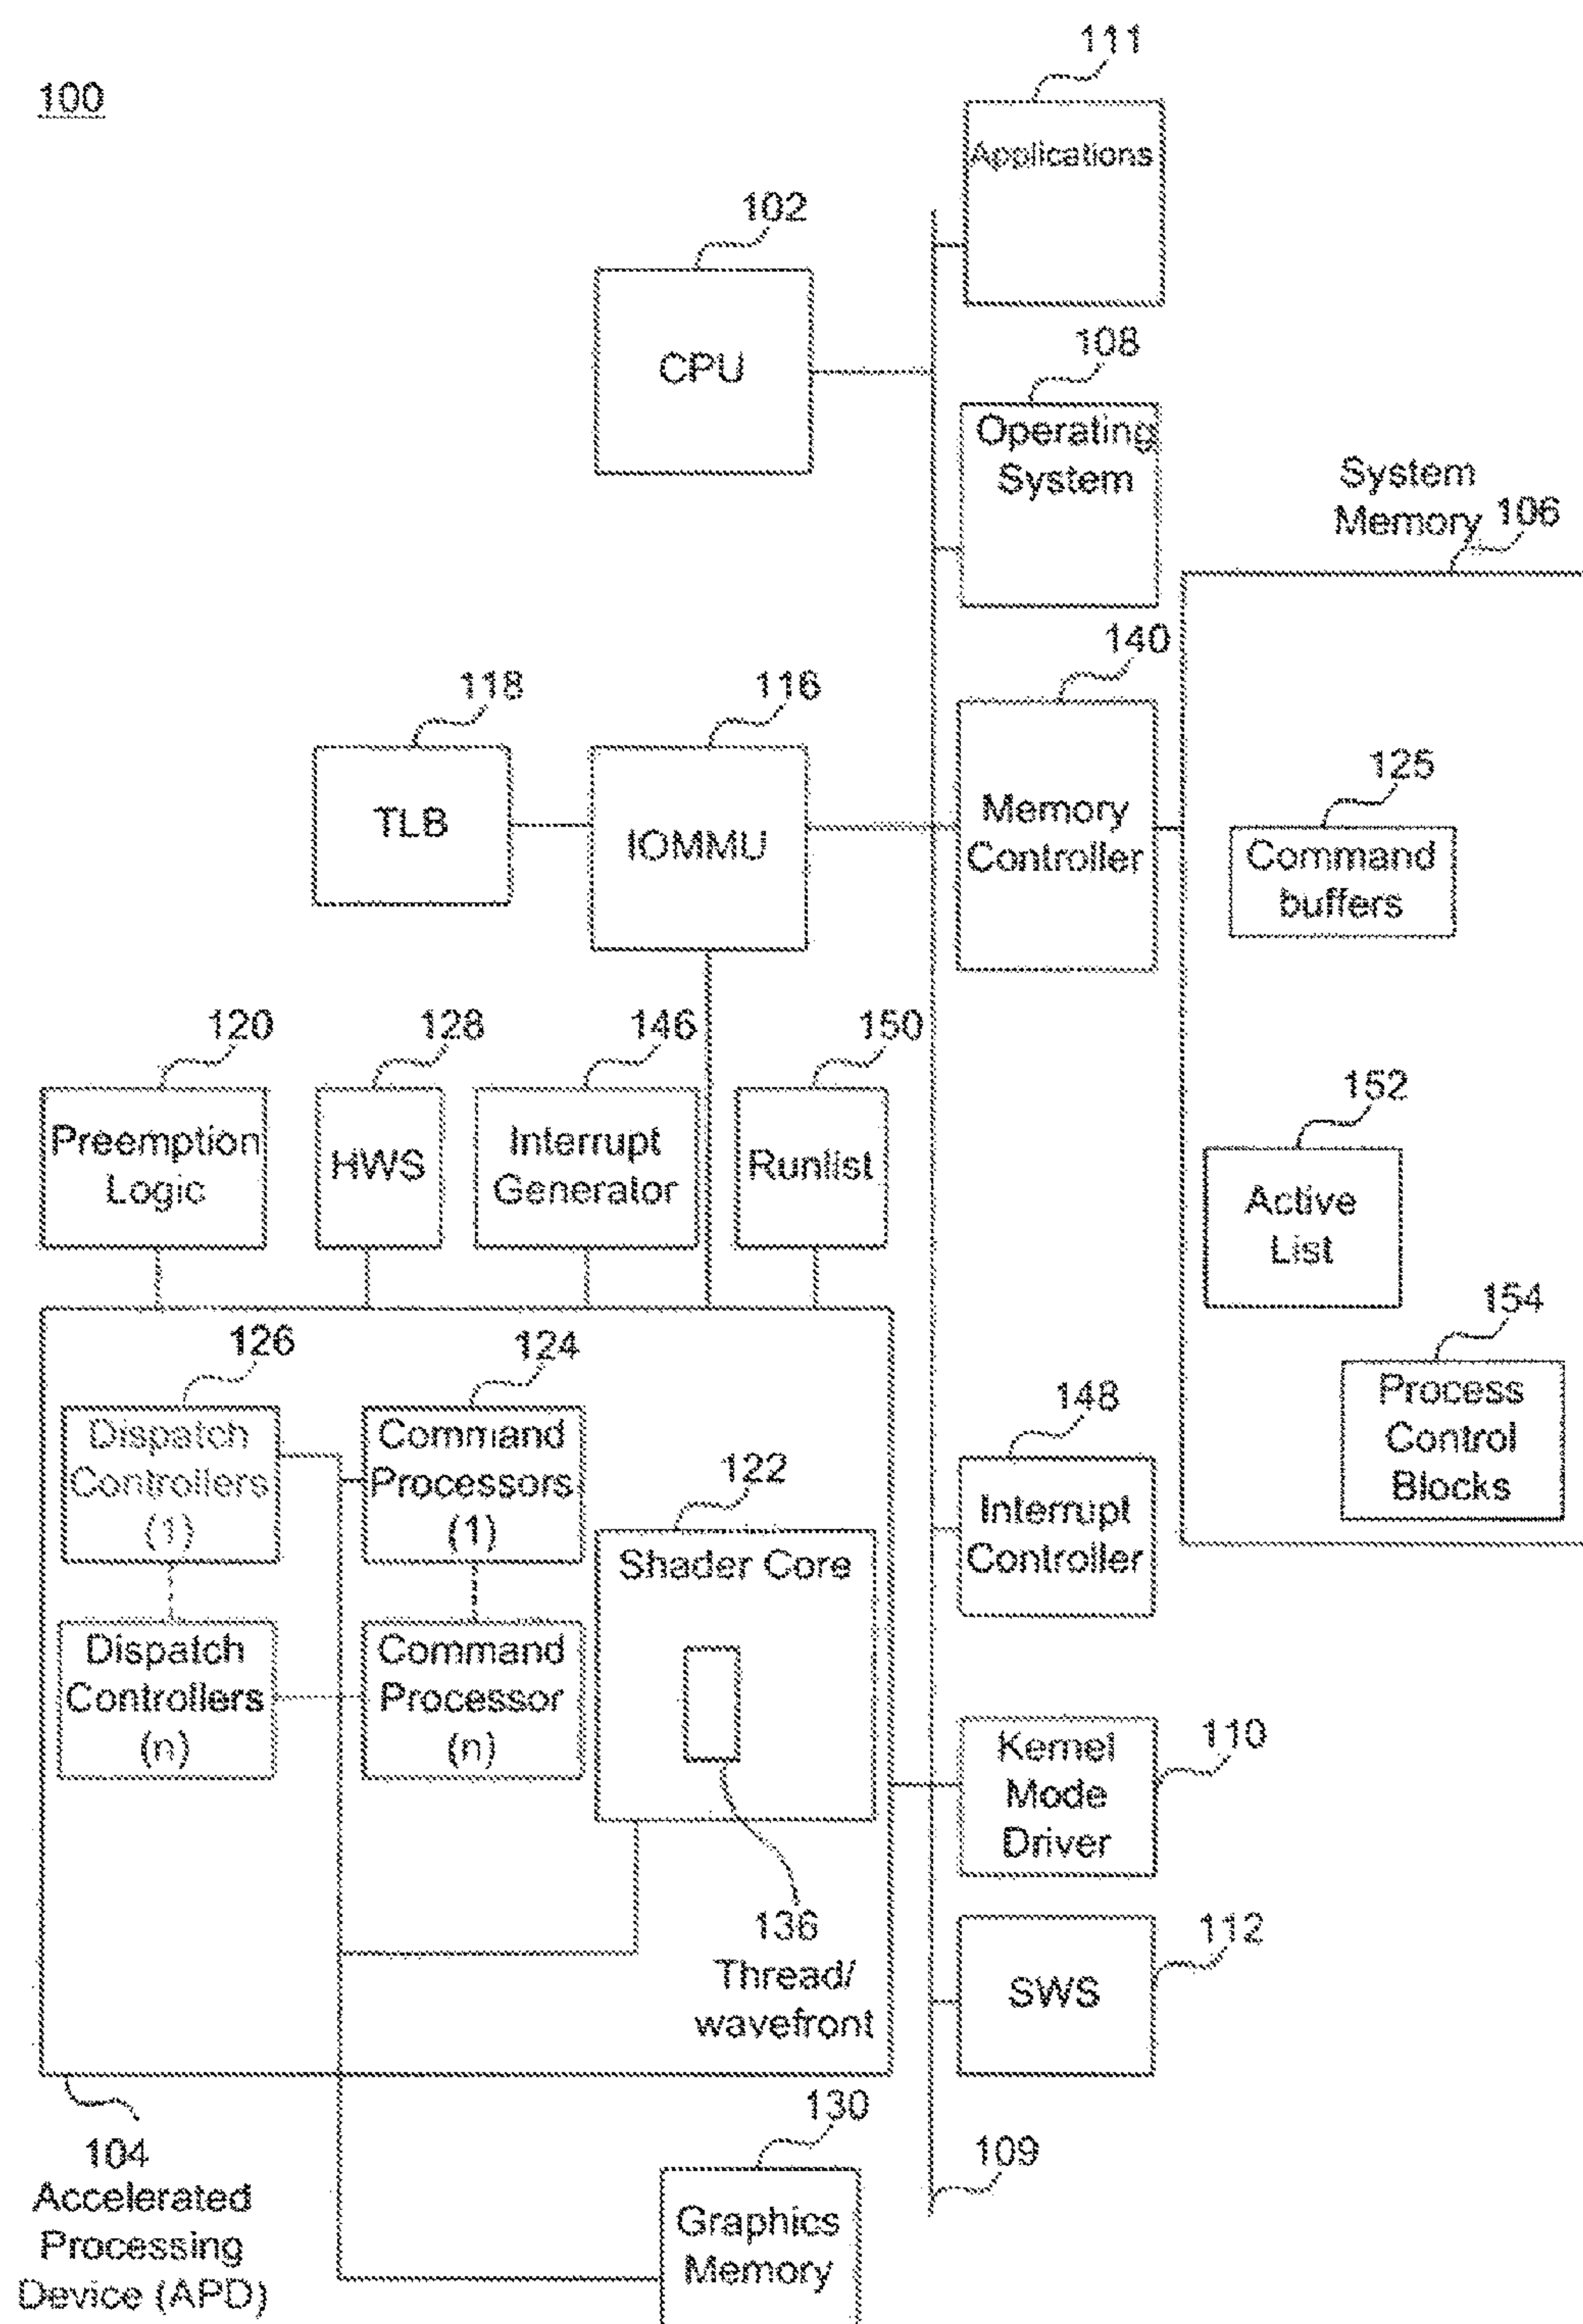 111
100
Applications
102
CPU
108
Operating
System
System
Memory 106
140
118
116
TLB
IOMMU
Memory
Controller
125
Command
buffers
120
128
146
150
Preemption
Logic
HWS
Interrupt
Generator
Runlist
152
Active
List
154
Process
Control
Blocks
126
124
Dispatch
Controllers
(1)
Command
Processors
(1)
122
Shader Core
148
Interrupt
Controller
Dispatch
Controllers
(n)
Command
Processor
(n)
Kernel
Mode
Driver
110
136
Thread/
wavefront
112
SWS
104
Accelerated
Processing
Device (APD)
130
Graphics
Memory
109